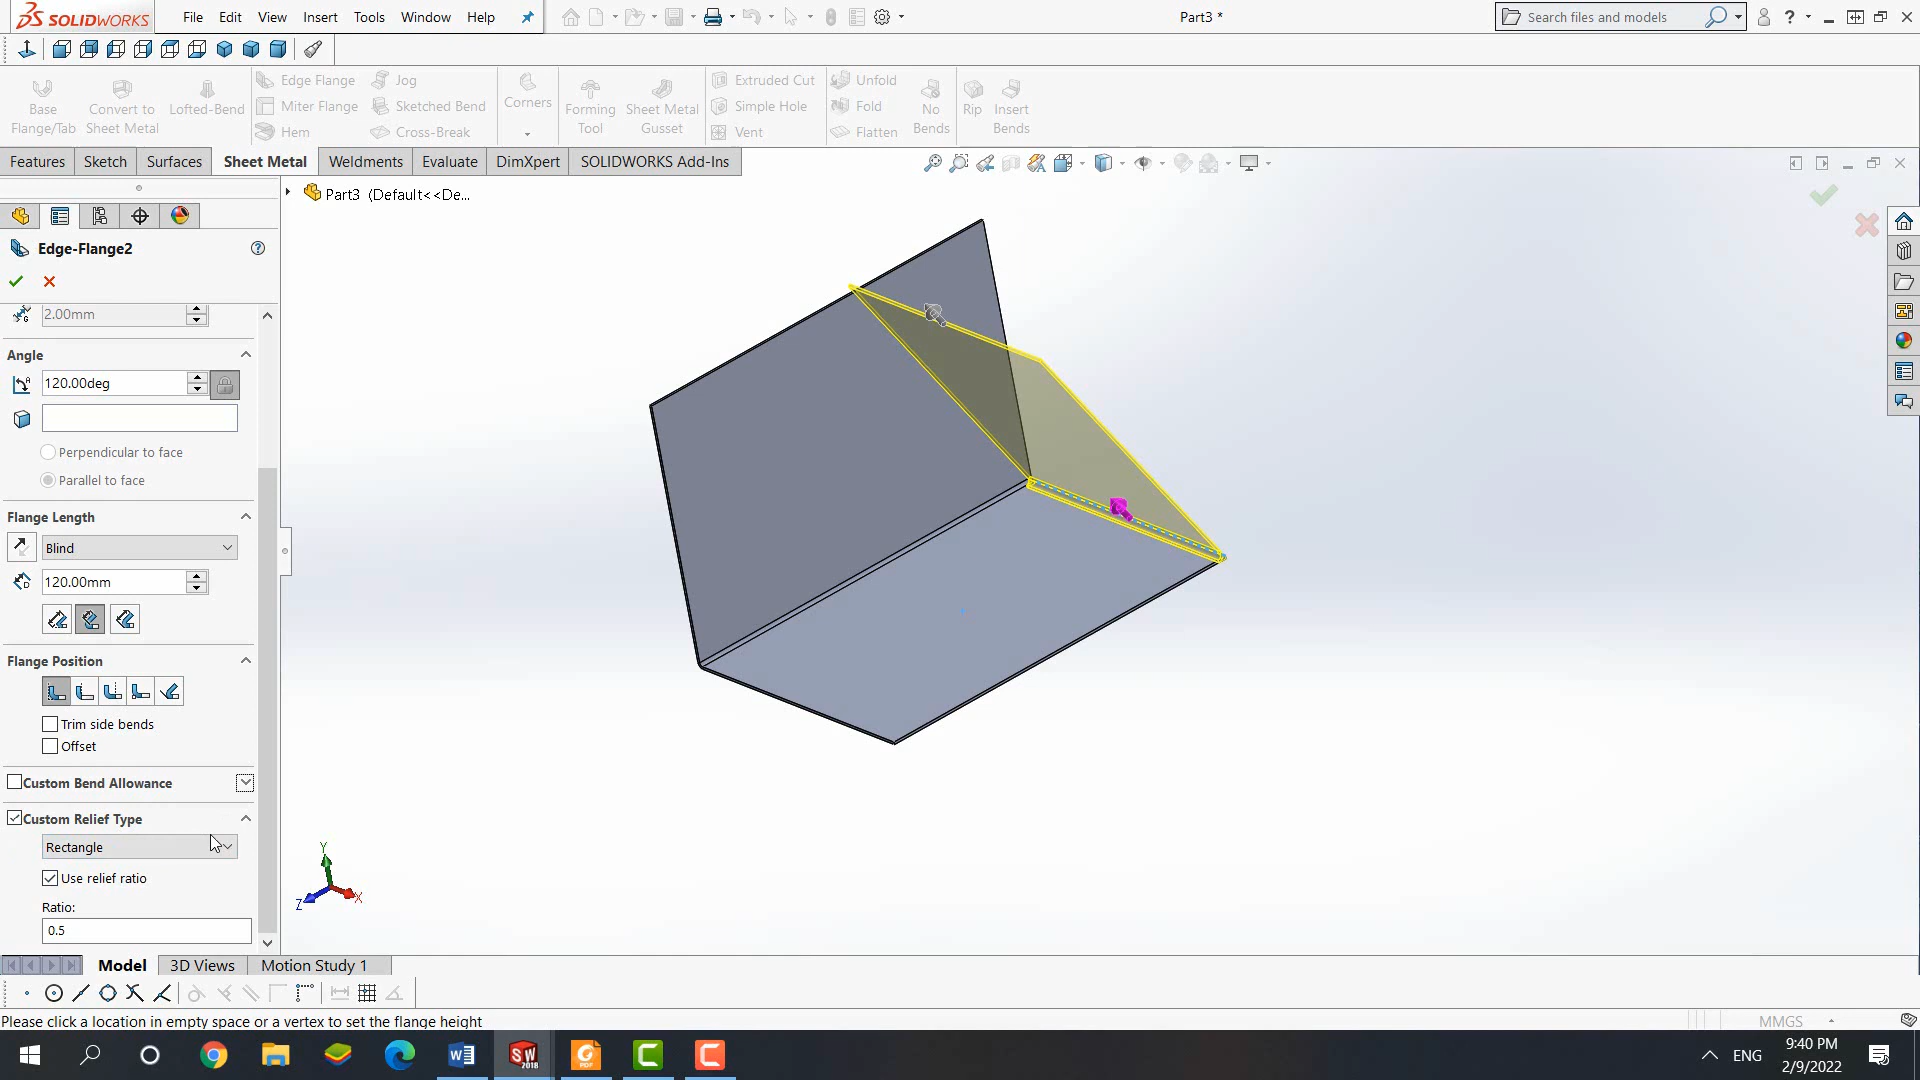 SOLIDWORKS File Edit View Insert Tools Window Help Part3 * Search files and models
Base Flange/Tab
Convert to Sheet Metal
Lofted-Bend
Edge Flange
Miter Flange
Hem
Jog
Sketched Bend
Cross-Break
Corners
Forming Tool
Sheet Metal Gusset
Extruded Cut
Simple Hole
Vent
Unfold
Fold
Flatten
No Bends
Rip
Insert Bends
Features Sketch Surfaces Sheet Metal Weldments Evaluate DimXpert SOLIDWORKS Add-Ins
Part3 (Default<<De...
Edge-Flange2
2.00mm
Angle
120.00deg
Perpendicular to face
Parallel to face
Flange Length
Blind
120.00mm
Flange Position
Trim side bends
Offset
Custom Bend Allowance
Custom Relief Type
Rectangle
Use relief ratio
Ratio:
0.5
Y
Z
X
Model 3D Views Motion Study 1
Please click a location in empty space or a vertex to set the flange height
MMGS
SW 2018
PDF
ENG
9:40 PM
2/9/2022